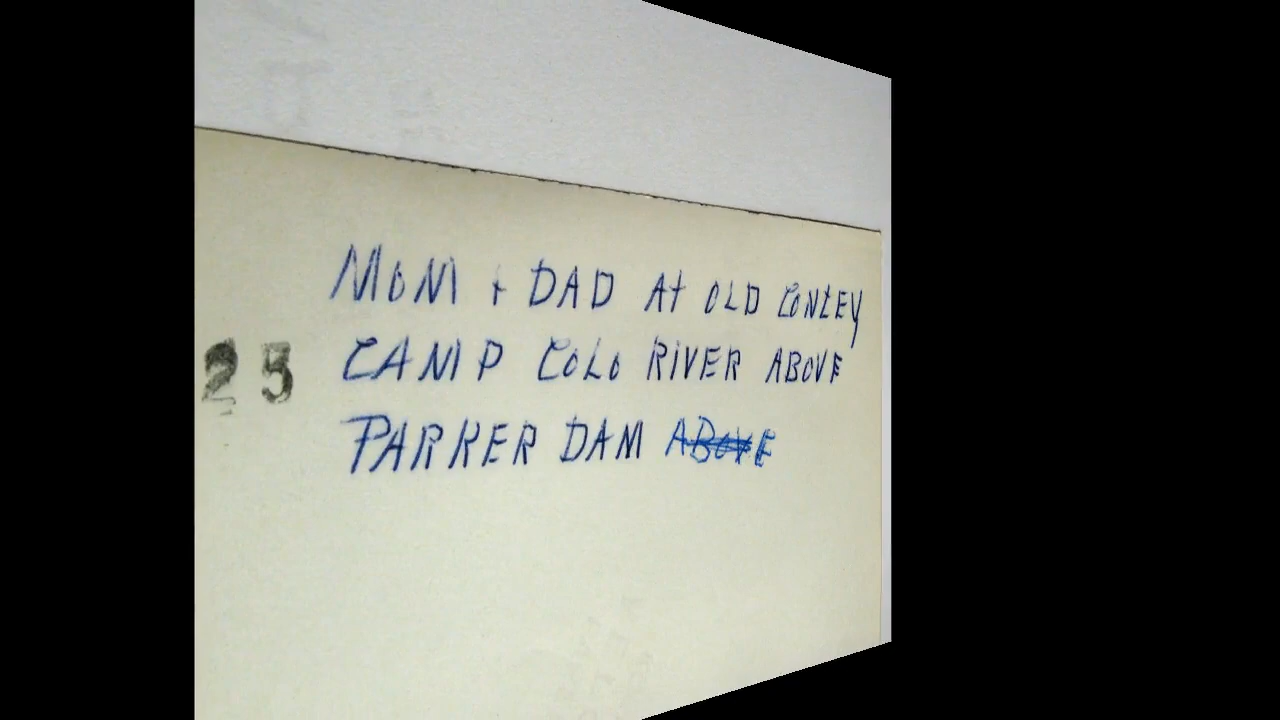 MOM + DAD At OLD CONLEY
25 CAMP COLO RIVER ABOVE
PARKER DAM ABOVE